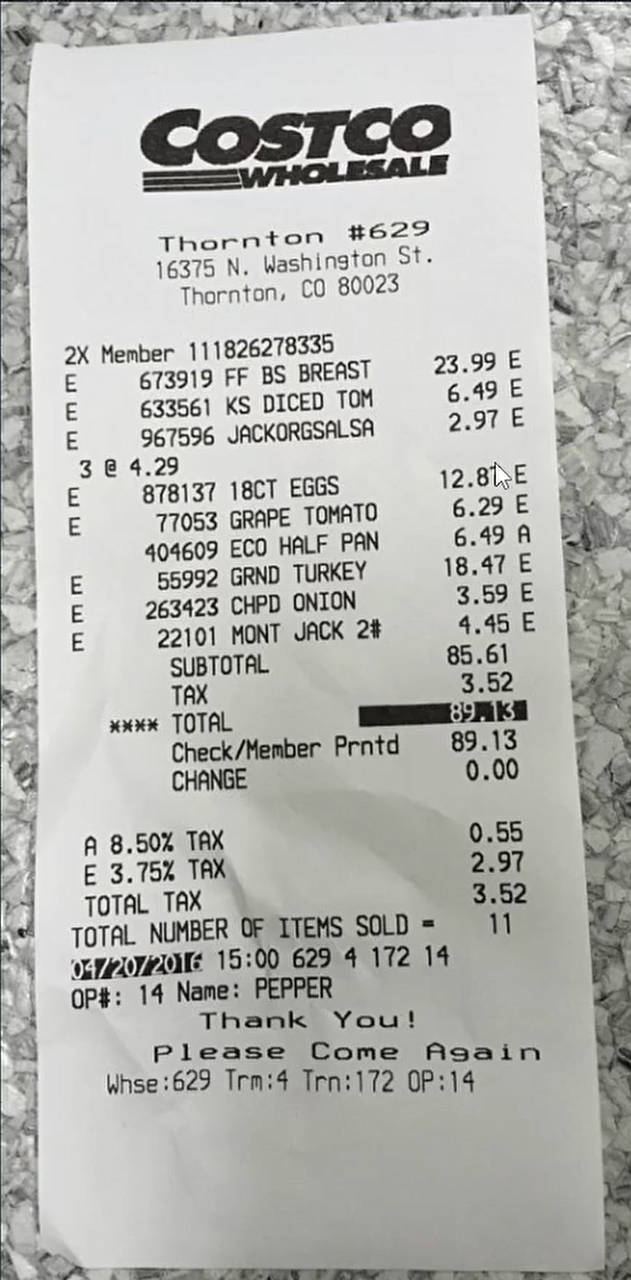 COSTCO
WHOLESALE
Thornton #629
16375 N. Washington St.
Thornton, CO 80023
2X Member 111826278335
E 673919 FF BS BREAST 23.99 E
E 633561 KS DICED TOM 6.49 E
E 967596 JACKORGSALSA 2.97 E
3 @ 4.29
E 878137 18CT EGGS 12.87 E
E 77053 GRAPE TOMATO 6.29 E
404609 ECO HALF PAN 6.49 A
E 55992 GRND TURKEY 18.47 E
E 263423 CHPD ONION 3.59 E
E 22101 MONT JACK 2# 4.45 E
SUBTOTAL 85.61
TAX 3.52
**** TOTAL 89.13
Check/Member Prntd 89.13
CHANGE 0.00
A 8.50% TAX 0.55
E 3.75% TAX 2.97
TOTAL TAX 3.52
TOTAL NUMBER OF ITEMS SOLD = 11
04/20/2016 15:00 629 4 172 14
OP#: 14 Name: PEPPER
Thank You!
Please Come Again
Whse:629 Trm:4 Trn:172 OP:14